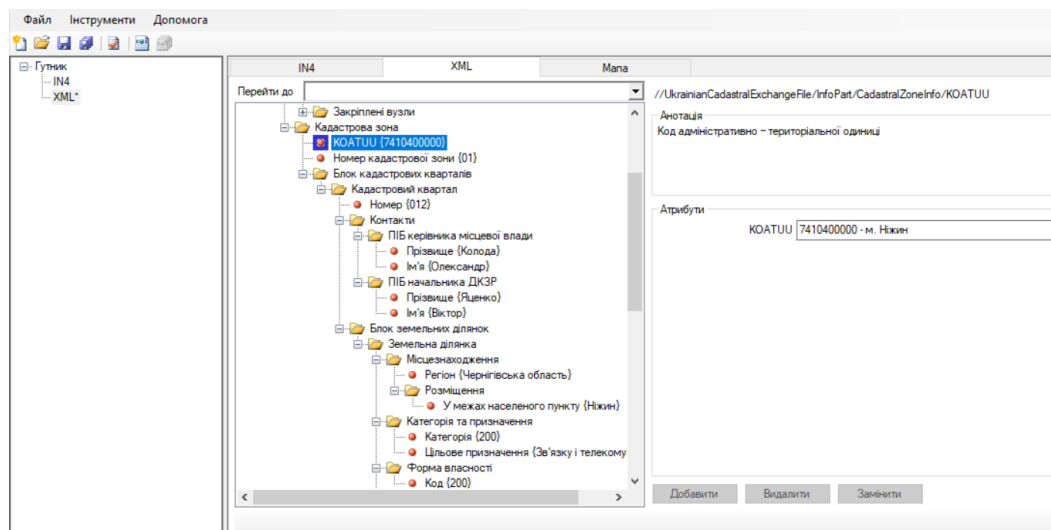 Файл Інструменти Допомога
Гутник
IN4
XML*
IN4 XML Мапа
Перейти до
Закріплені вузли
Кадастрова зона
KOATUU {7410400000}
Номер кадастрової зони {01}
Блок кадастрових кварталів
Кадастровий квартал
Номер {012}
Контакти
ПІБ керівника місцевої влади
Прізвище {Колода}
Ім'я {Олександр}
ПІБ начальника ДКЗР
Прізвище {Яценко}
Ім'я {Віктор}
Блок земельних ділянок
Земельна ділянка
Місцезнаходження
Регіон {Чернігівська область}
Розміщення
У межах населеного пункту {Ніжин}
Категорія та призначення
Категорія {200}
Цільове призначення {Зв'язку і телекому
Форма власності
Код {200}
//UkrainianCadastralExchangeFile/InfoPart/CadastralZoneInfo/KOATUU
Анотація
Код адміністративно – територіальної одиниці
Атрибути
KOATUU 7410400000 - м. Ніжин
Добавити Видалити Замінити